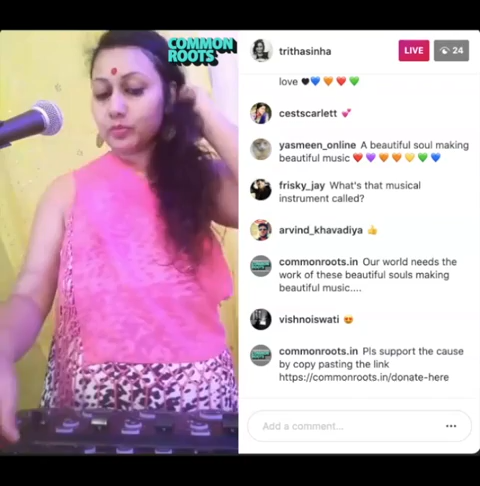 COMMON
ROOTS
trithasinha
LIVE
24
love 🖤💙🧡❤️💚
cestscarlett 💕
yasmeen_online A beautiful soul making
beautiful music ❤️💜🧡🧡💛💚💙
frisky_jay What's that musical
instrument called?
arvind_khavadiya 👍
commonroots.in Our world needs the
work of these beautiful souls making
beautiful music....
vishnoiswati 😍
commonroots.in Pls support the cause
by copy pasting the link
https://commonroots.in/donate-here
Add a comment...